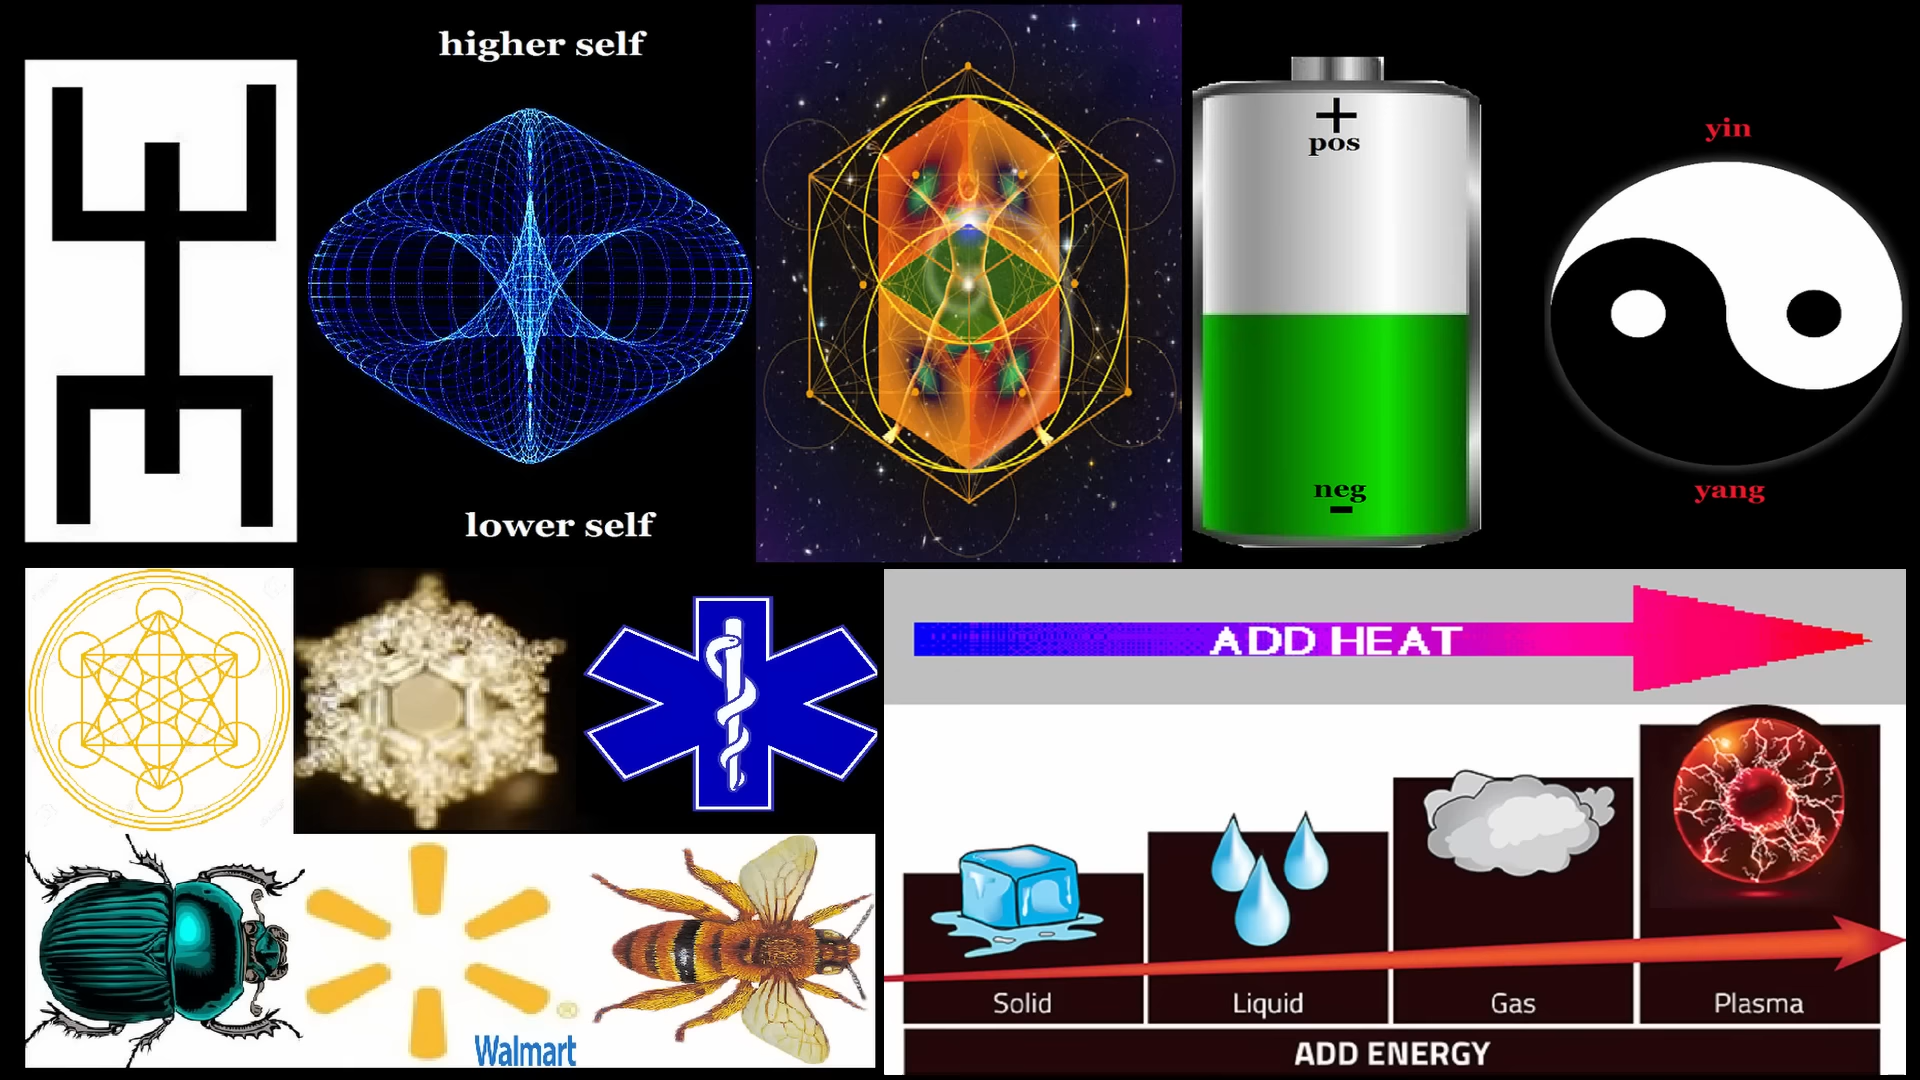 higher self
lower self
+
pos
neg
-
yin
yang
ADD HEAT
Walmart
®
Solid
Liquid
Gas
Plasma
ADD ENERGY